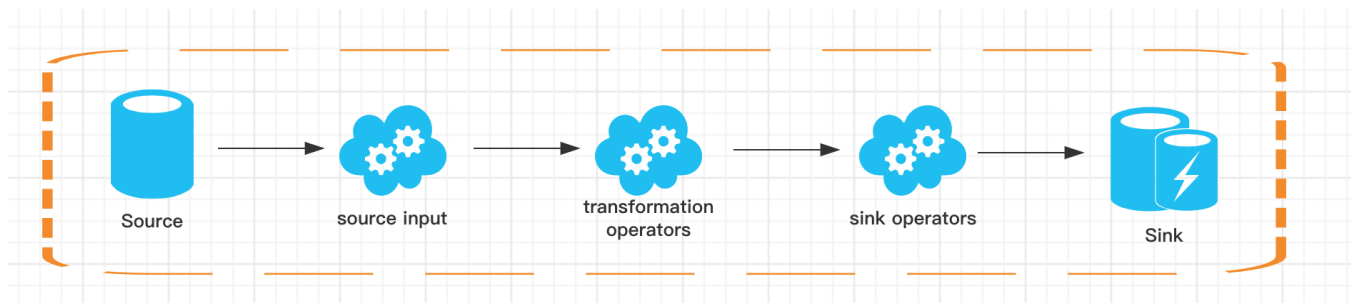 Source
source input
transformation
operators
sink operators
Sink